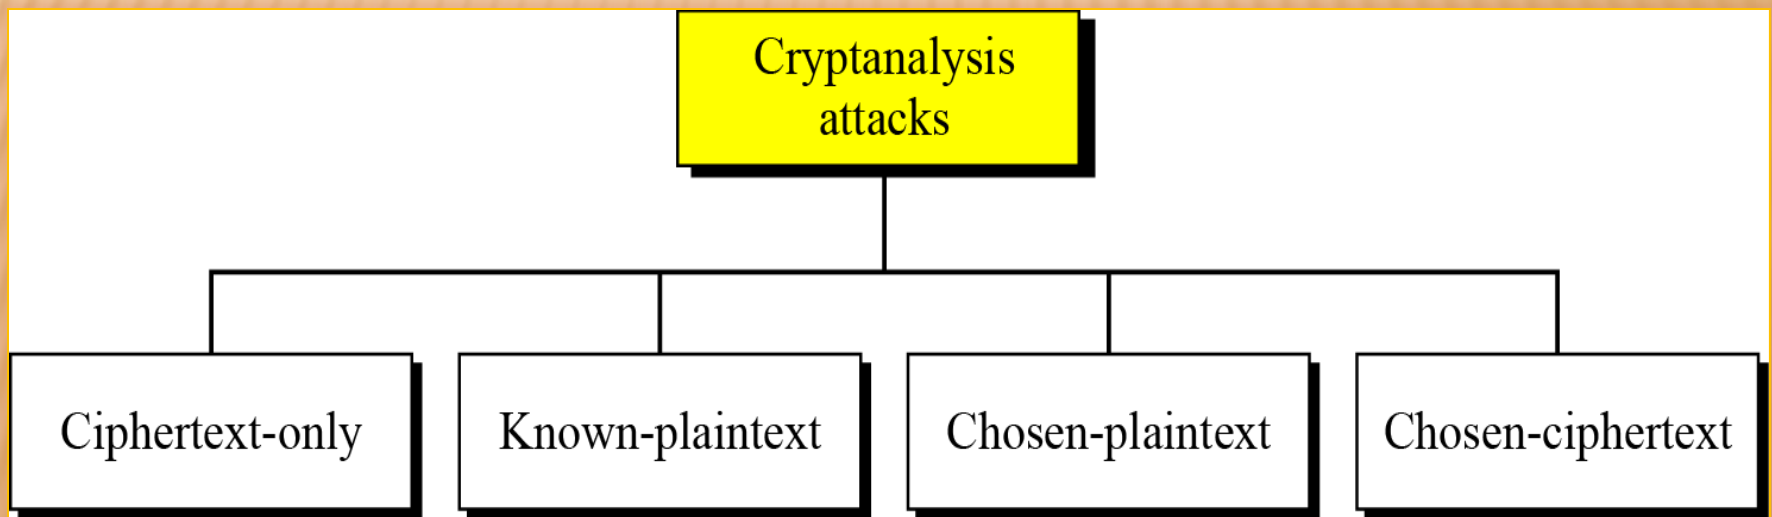 Cryptanalysis
attacks
Ciphertext-only
Known-plaintext
Chosen-plaintext
Chosen-ciphertext